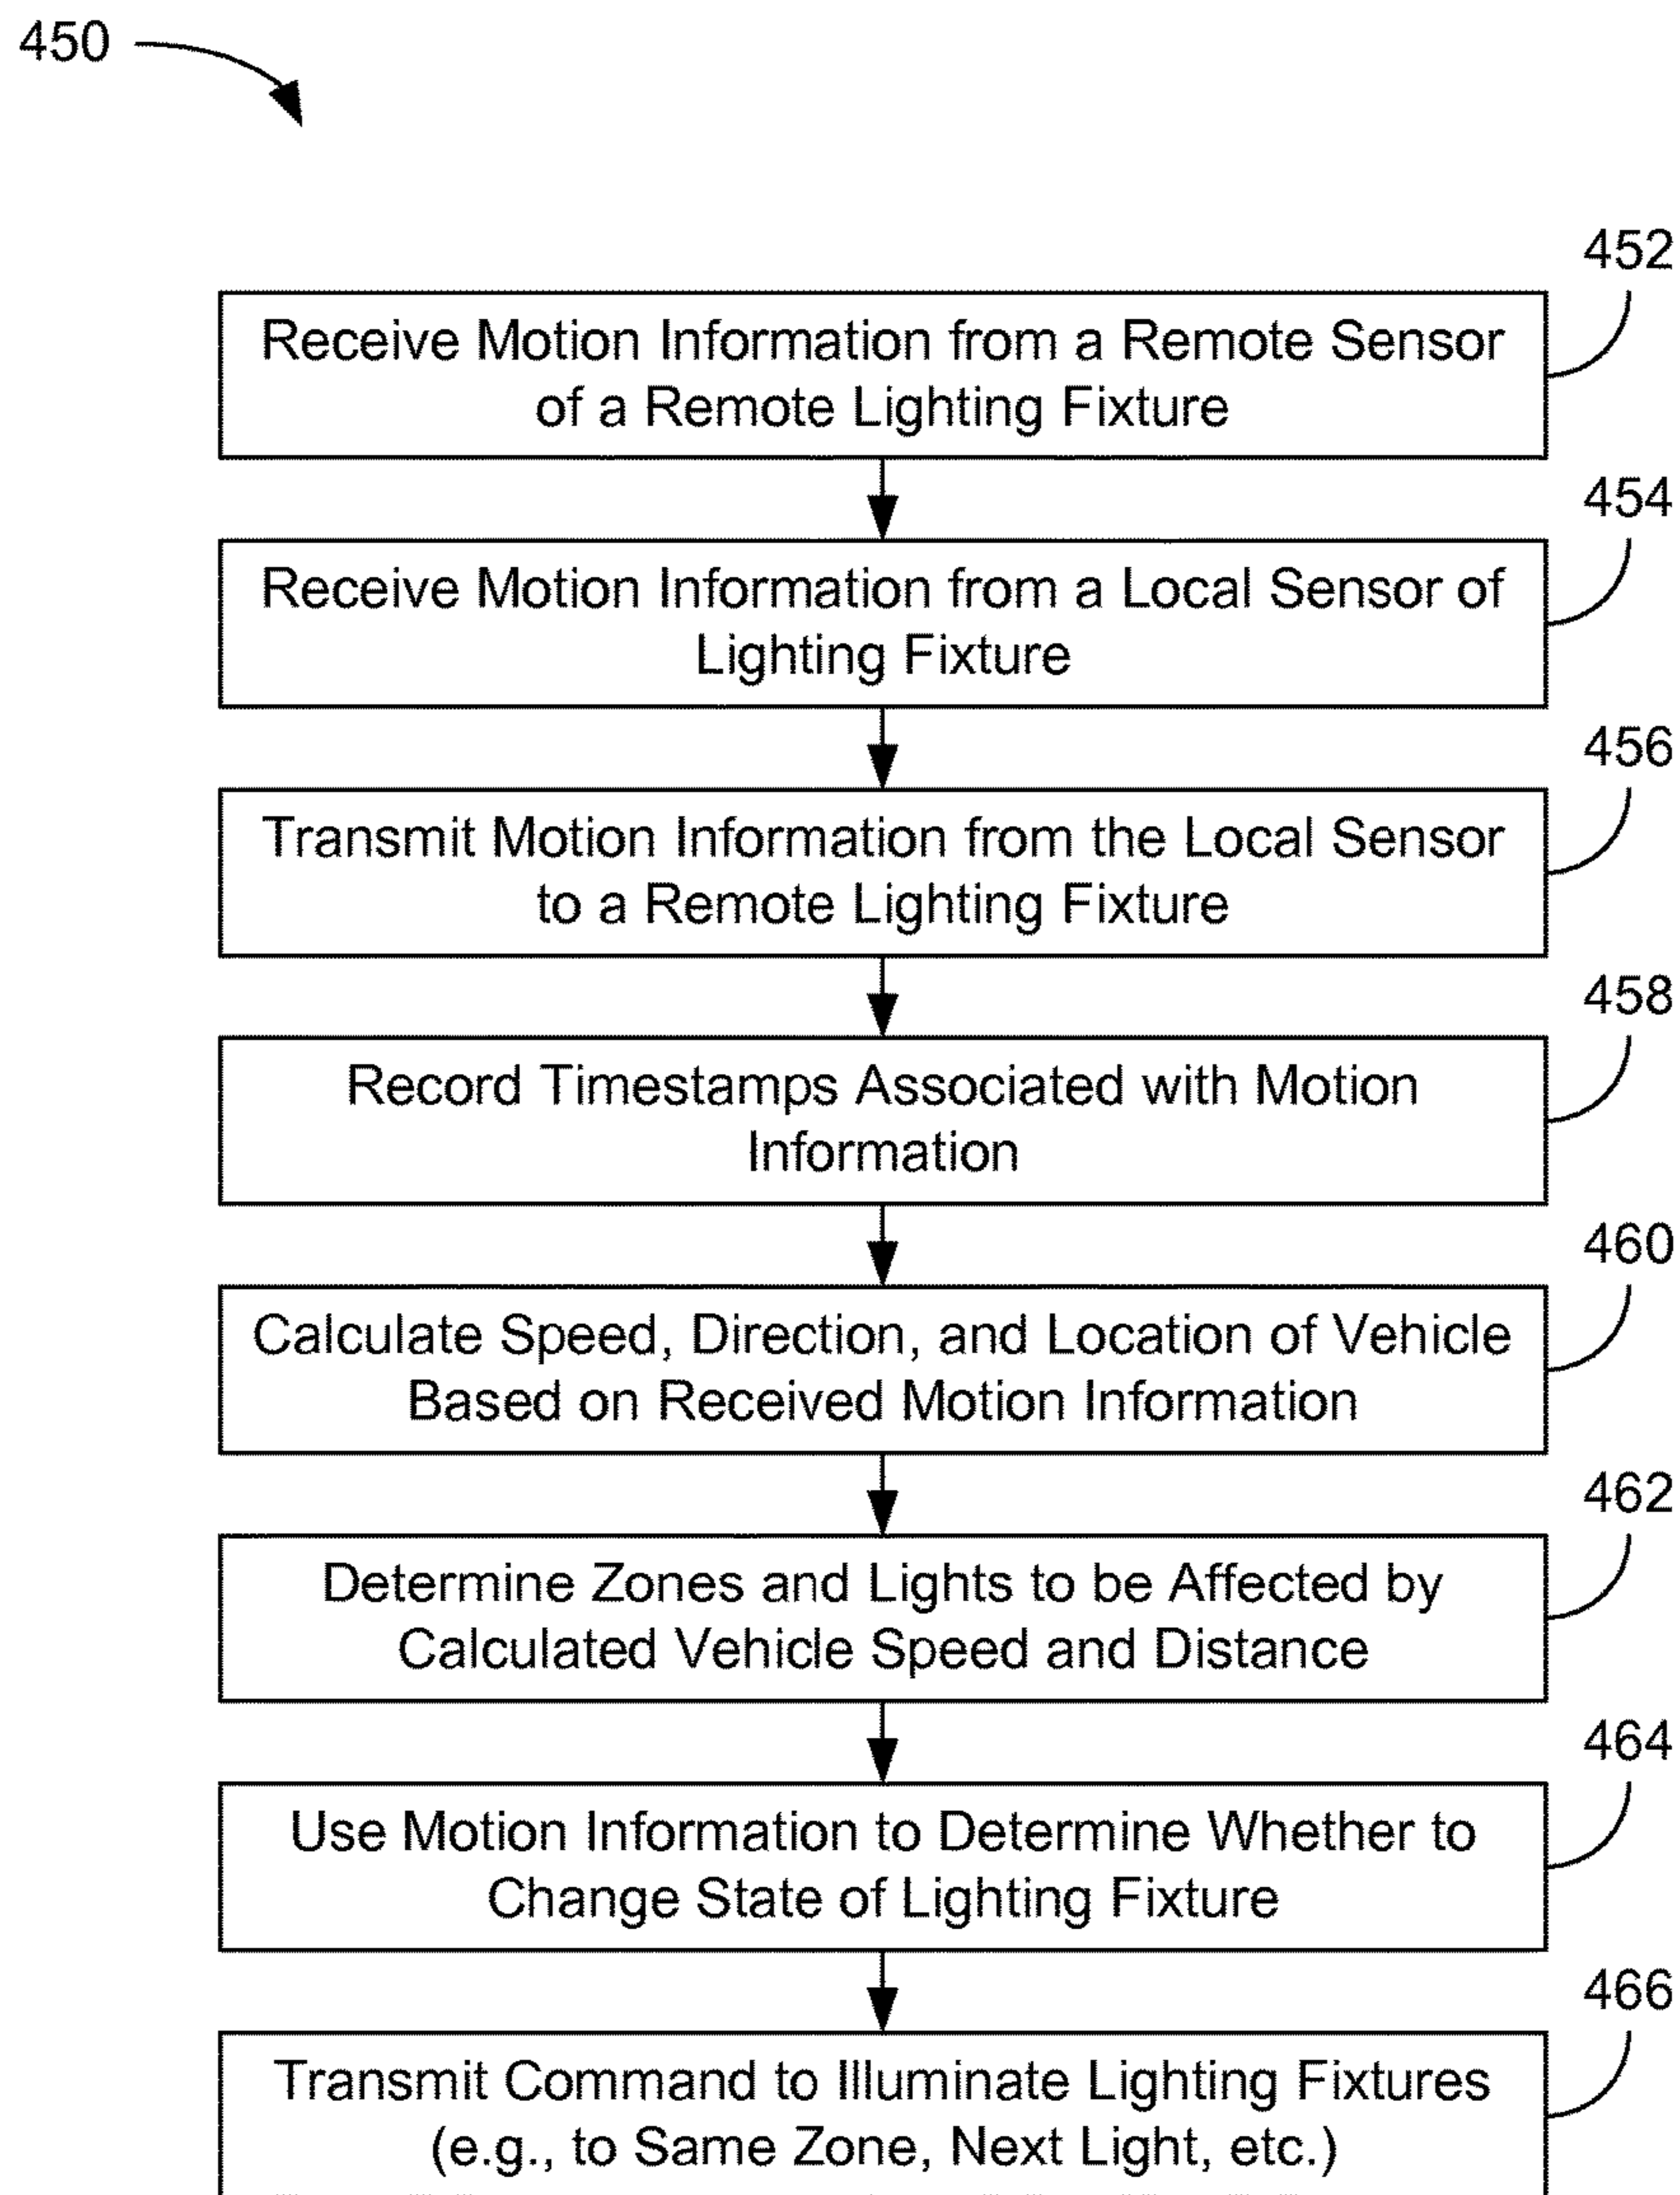 450
452
Receive Motion Information from a Remote Sensor
of a Remote Lighting Fixture
454
Receive Motion Information from a Local Sensor of
Lighting Fixture
456
Transmit Motion Information from the Local Sensor
to a Remote Lighting Fixture
458
Record Timestamps Associated with Motion
Information
460
Calculate Speed, Direction, and Location of Vehicle
Based on Received Motion Information
462
Determine Zones and Lights to be Affected by
Calculated Vehicle Speed and Distance
464
Use Motion Information to Determine Whether to
Change State of Lighting Fixture
466
Transmit Command to Illuminate Lighting Fixtures
(e.g., to Same Zone, Next Light, etc.)